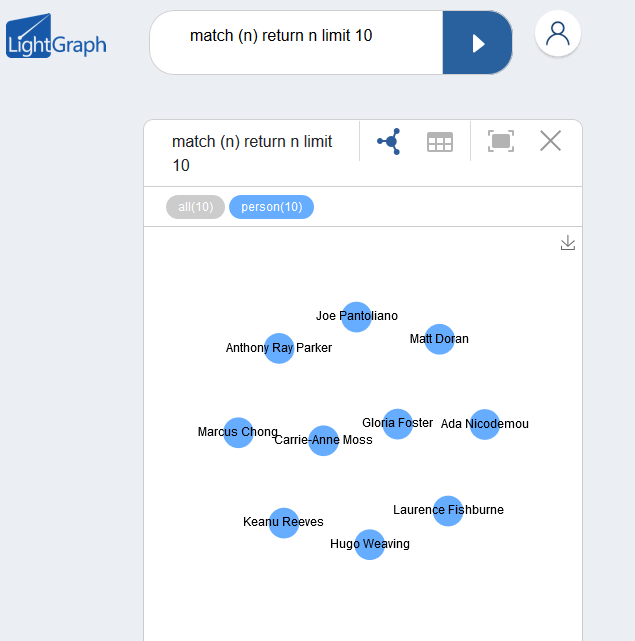 LightGraph
match (n) return n limit 10
match (n) return n limit
10
all(10)
person(10)
Joe Pantoliano
Matt Doran
Anthony Ray Parker
Gloria Foster
Ada Nicodemou
Marcus Chong
Carrie-Anne Moss
Laurence Fishburne
Keanu Reeves
Hugo Weaving